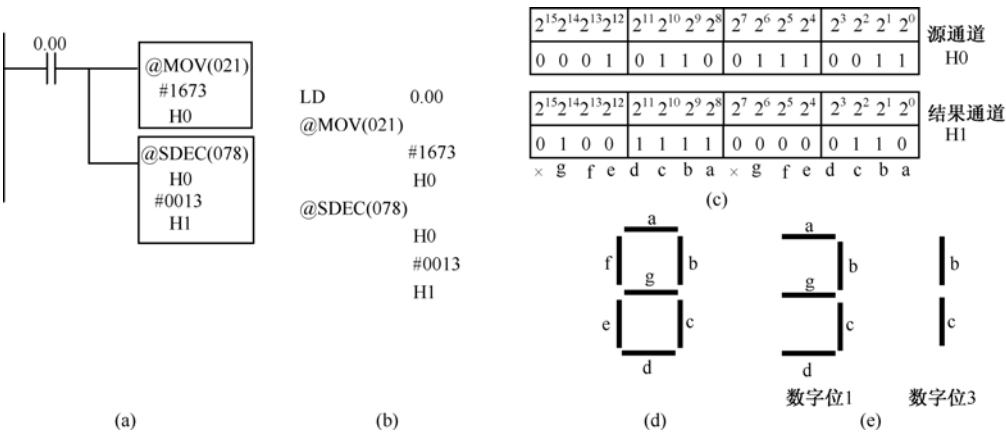 0.00
@MOV(021)
#1673
H0
@SDEC(078)
H0
#0013
H1
(a)
LD 0.00
@MOV(021)
#1673
H0
@SDEC(078)
H0
#0013
H1
(b)
2¹⁵ 2¹⁴ 2¹³ 2¹² 2¹¹ 2¹⁰ 2⁹ 2⁸ 2⁷ 2⁶ 2⁵ 2⁴ 2³ 2² 2¹ 2⁰ 源通道
0 0 0 1 0 1 1 0 0 1 1 1 0 0 1 1 H0
2¹⁵ 2¹⁴ 2¹³ 2¹² 2¹¹ 2¹⁰ 2⁹ 2⁸ 2⁷ 2⁶ 2⁵ 2⁴ 2³ 2² 2¹ 2⁰ 结果通道
0 1 0 0 1 1 1 1 0 0 0 0 0 1 1 0 H1
× g f e d c b a × g f e d c b a
(c)
a
f b
g
e c
d
(d)
a
b
g
c
d
数字位1
b
c
数字位3
(e)